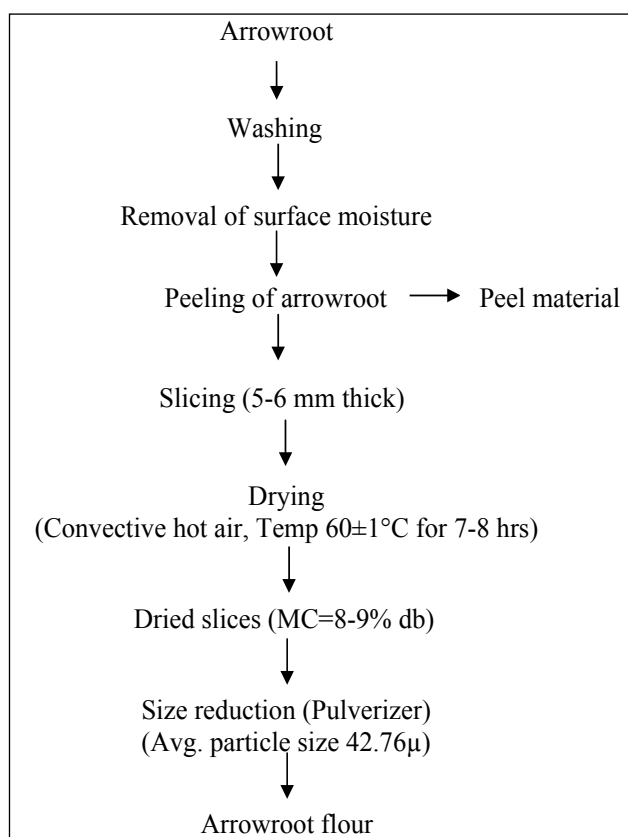 Arrowroot
Washing
Removal of surface moisture
Peeling of arrowroot
Peel material
Slicing (5-6 mm thick)
Drying
(Convective hot air, Temp 60±1°C for 7-8 hrs)
Dried slices (MC=8-9% db)
Size reduction (Pulverizer)
(Avg. particle size 42.76µ)
Arrowroot flour